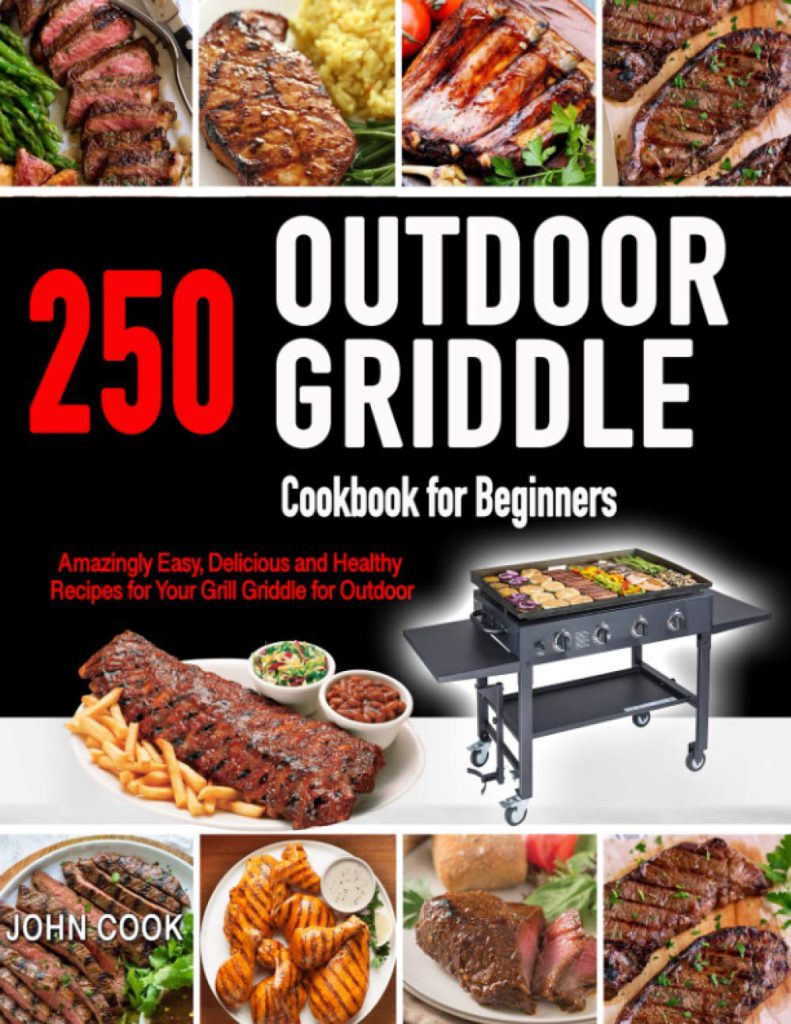 250
OUTDOOR
GRIDDLE
Cookbook for Beginners
Amazingly Easy, Delicious and Healthy
Recipes for Your Grill Griddle for Outdoor
JOHN COOK